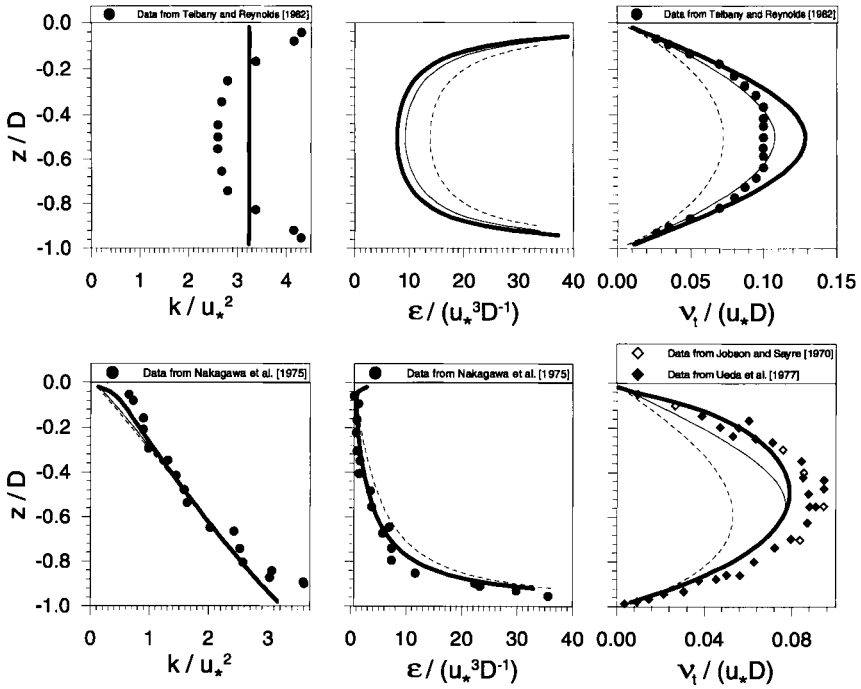 Data from Telbany and Reynolds [1982]
Data from Telbany and Reynolds [1982]
z / D
0.0
-0.2
-0.4
-0.6
-0.8
-1.0
0 1 2 3 4
k / u*²
0 10 20 30 40
ε / (u*³D⁻¹)
0.00 0.05 0.10 0.15
νt / (u*D)
Data from Nakagawa et al. [1975]
Data from Nakagawa et al. [1975]
Data from Jobson and Sayre [1970]
Data from Ueda et al. [1977]
z / D
0.0
-0.2
-0.4
-0.6
-0.8
-1.0
0 1 2 3
k / u*²
0 10 20 30
ε / (u*³D⁻¹)
0.00 0.04 0.08
νt / (u*D)